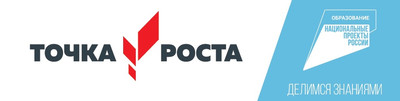 ТОЧКА РОСТА
ОБРАЗОВАНИЕ
НАЦИОНАЛЬНЫЕ
ПРОЕКТЫ
РОССИИ
ДЕЛИМСЯ ЗНАНИЯМИ